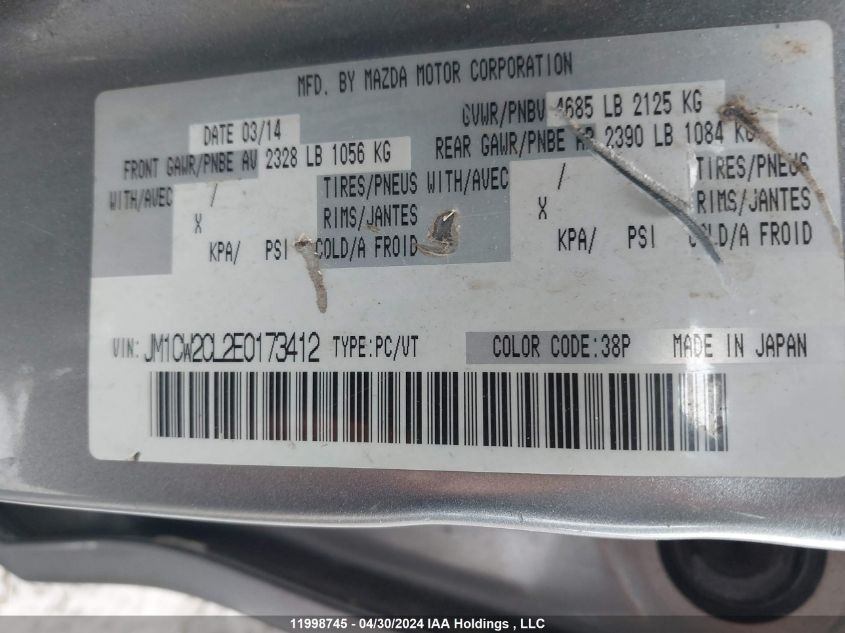 MFD. BY MAZDA MOTOR CORPORATION
DATE 03/14 GVWR/PNBV 4685 LB 2125 KG
FRONT GAWR/PNBE AV 2328 LB 1056 KG REAR GAWR/PNBE AR 2390 LB 1084 KG
WITH/AVEC / TIRES/PNEUS WITH/AVEC / TIRES/PNEUS
X RIMS/JANTES X RIMS/JANTES
KPA/ PSI COLD/A FROID KPA/ PSI COLD/A FROID
VIN: JM1CW2CL2E0173412 TYPE:PC/VT COLOR CODE:38P MADE IN JAPAN
11998745 - 04/30/2024 IAA Holdings , LLC